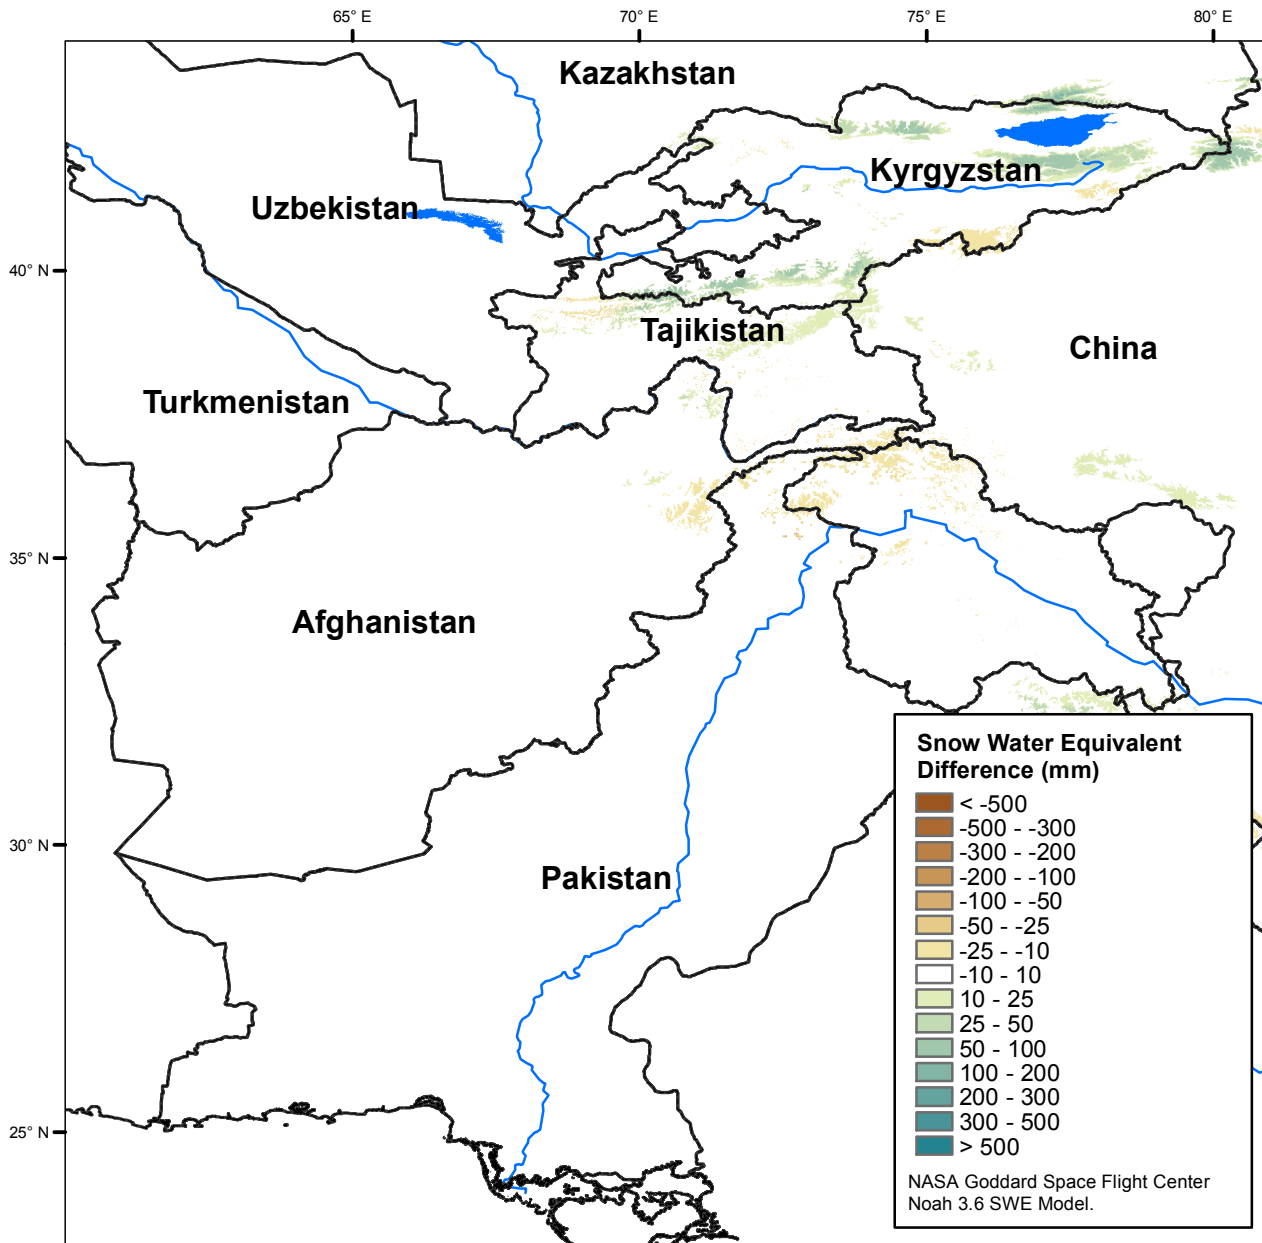 65° E
70° E
75° E
80° E
Kazakhstan
Kyrgyzstan
Uzbekistan
40° N
Tajikistan
China
Turkmenistan
35° N
Afghanistan
30° N
Pakistan
25° N
Snow Water Equivalent
Difference (mm)
< -500
-500 - -300
-300 - -200
-200 - -100
-100 - -50
-50 - -25
-25 - -10
-10 - 10
10 - 25
25 - 50
50 - 100
100 - 200
200 - 300
300 - 500
> 500
NASA Goddard Space Flight Center
Noah 3.6 SWE Model.